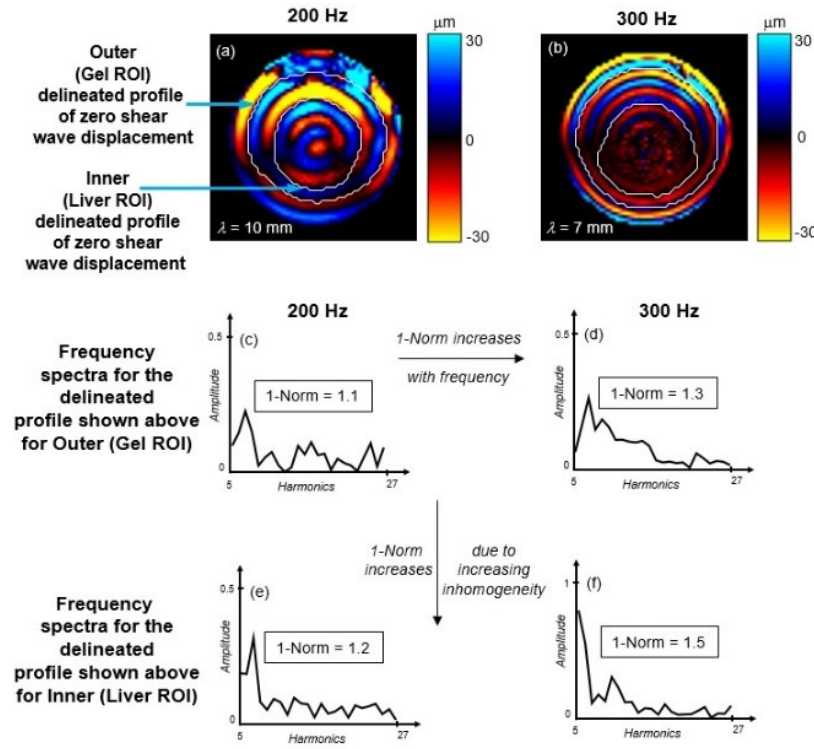 200 Hz
300 Hz
Outer
(Gel ROI)
delineated profile
of zero shear
wave displacement
Inner
(Liver ROI)
delineated profile
of zero shear
wave displacement
(a)
λ = 10 mm
μm
30
0
-30
(b)
λ = 7 mm
μm
30
0
-30
200 Hz
300 Hz
Frequency
spectra for the
delineated
profile shown above
for Outer (Gel ROI)
(c)
0.5
Amplitude
0
1-Norm = 1.1
5
Harmonics
27
1-Norm increases
with frequency
(d)
0.5
Amplitude
0
1-Norm = 1.3
5
Harmonics
27
1-Norm
increases
due to
increasing
inhomogeneity
Frequency
spectra for the
delineated
profile shown above
for Inner (Liver ROI)
(e)
0.5
Amplitude
0
1-Norm = 1.2
5
Harmonics
27
(f)
1
Amplitude
0
1-Norm = 1.5
5
Harmonics
27